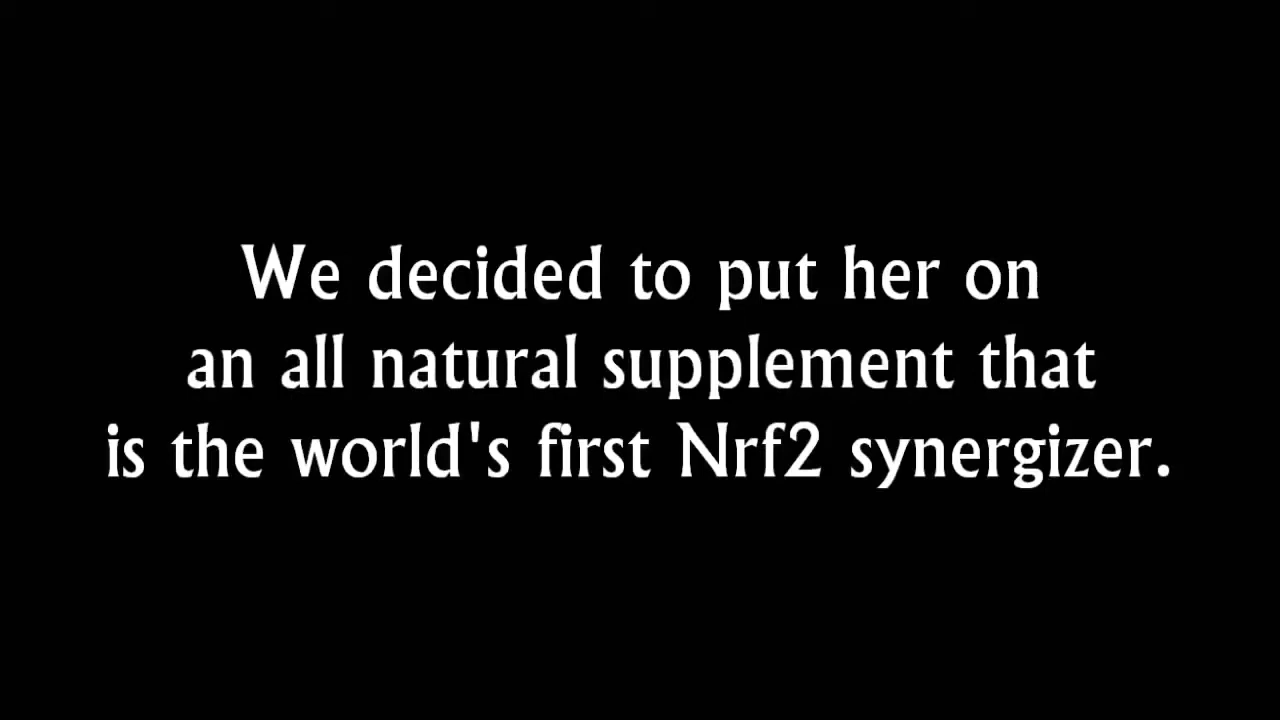 We decided to put her on
an all natural supplement that
is the world's first Nrf2 synergizer.